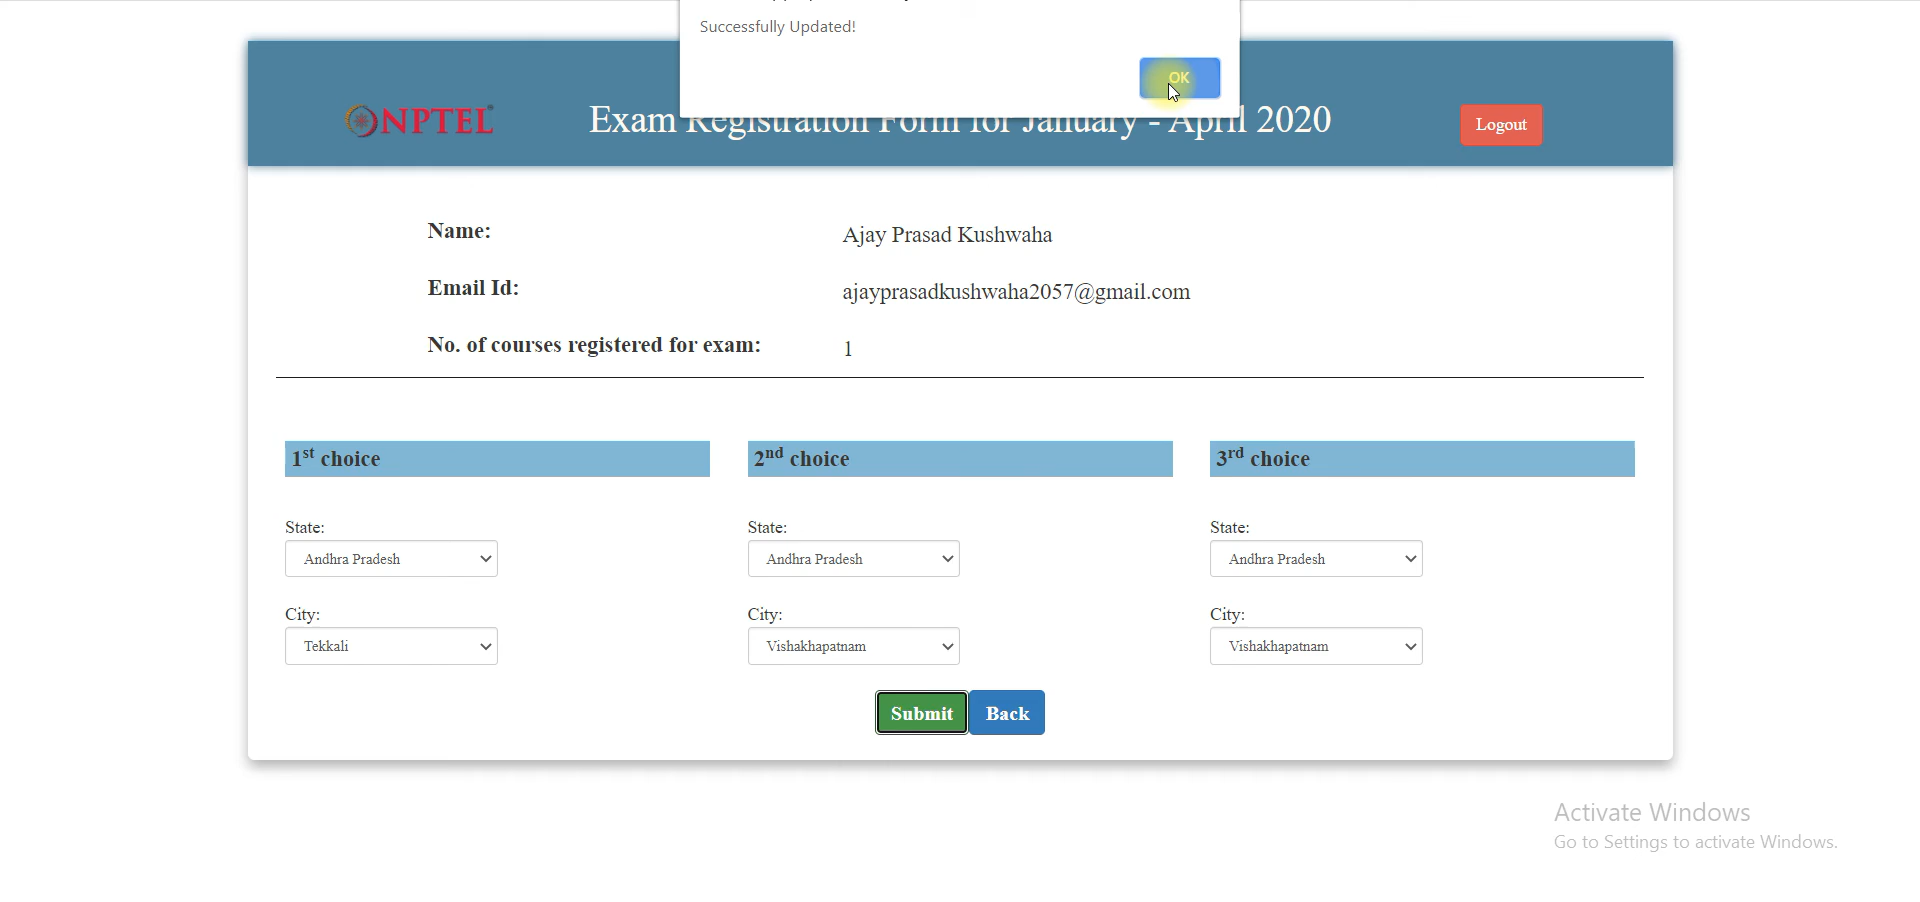 Successfully Updated!
OK
NPTEL
Exam Registration Form for January - April 2020
Logout
Name:
Ajay Prasad Kushwaha
Email Id:
ajayprasadkushwaha2057@gmail.com
No. of courses registered for exam:
1
1st choice
2nd choice
3rd choice
State:
State:
State:
Andhra Pradesh
Andhra Pradesh
Andhra Pradesh
City:
City:
City:
Tekkali
Vishakhapatnam
Vishakhapatnam
Submit
Back
Activate Windows
Go to Settings to activate Windows.